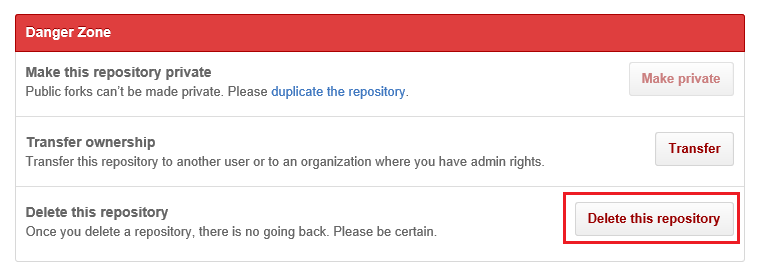 Danger Zone
Make this repository private
Public forks can't be made private. Please duplicate the repository.
Make private
Transfer ownership
Transfer this repository to another user or to an organization where you have admin rights.
Transfer
Delete this repository
Once you delete a repository, there is no going back. Please be certain.
Delete this repository